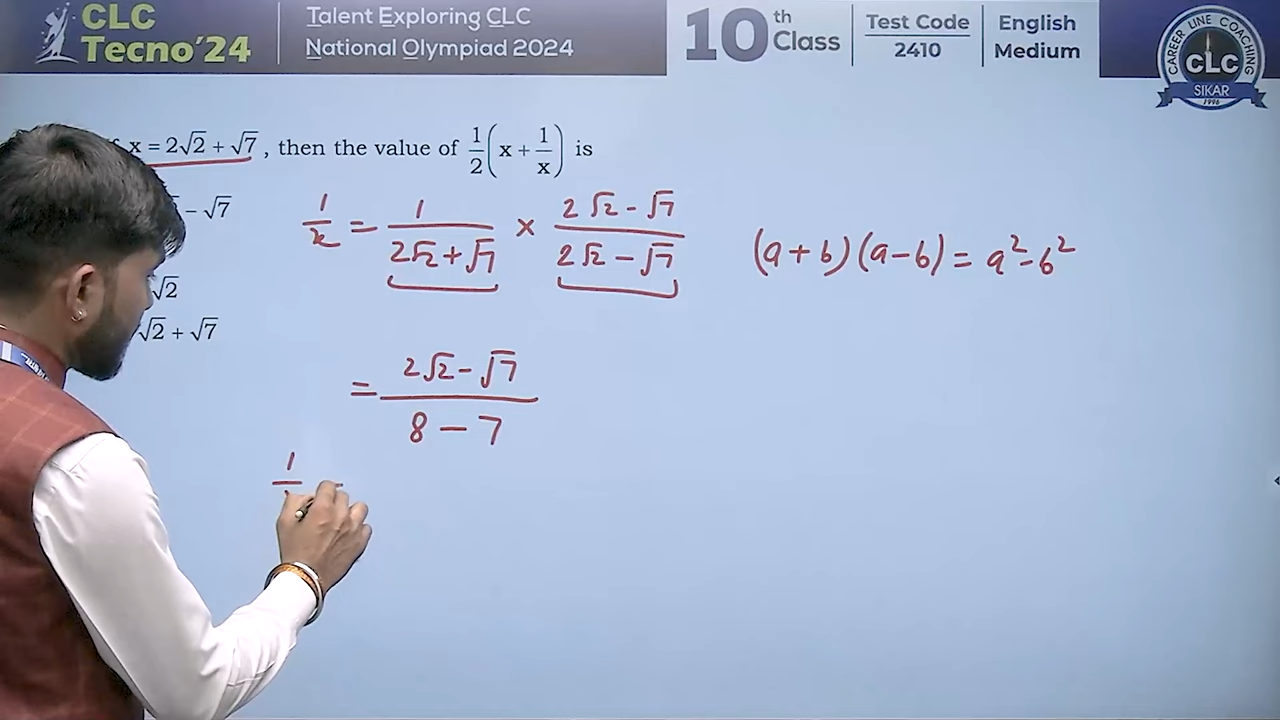 CLC
Tecno'24
Talent Exploring CLC
National Olympiad 2024
10th Class
Test Code
2410
English
Medium
CAREER LINE COACHING
CLC
SIKAR
1996
x = 2√2 + √7, then the value of 1/2(x + 1/x) is
- √7
√2
√2 + √7
1/x = 1/(2√2 + √7) × (2√2 - √7)/(2√2 - √7)
(a + b)(a - b) = a² - b²
= (2√2 - √7)/(8 - 7)
1